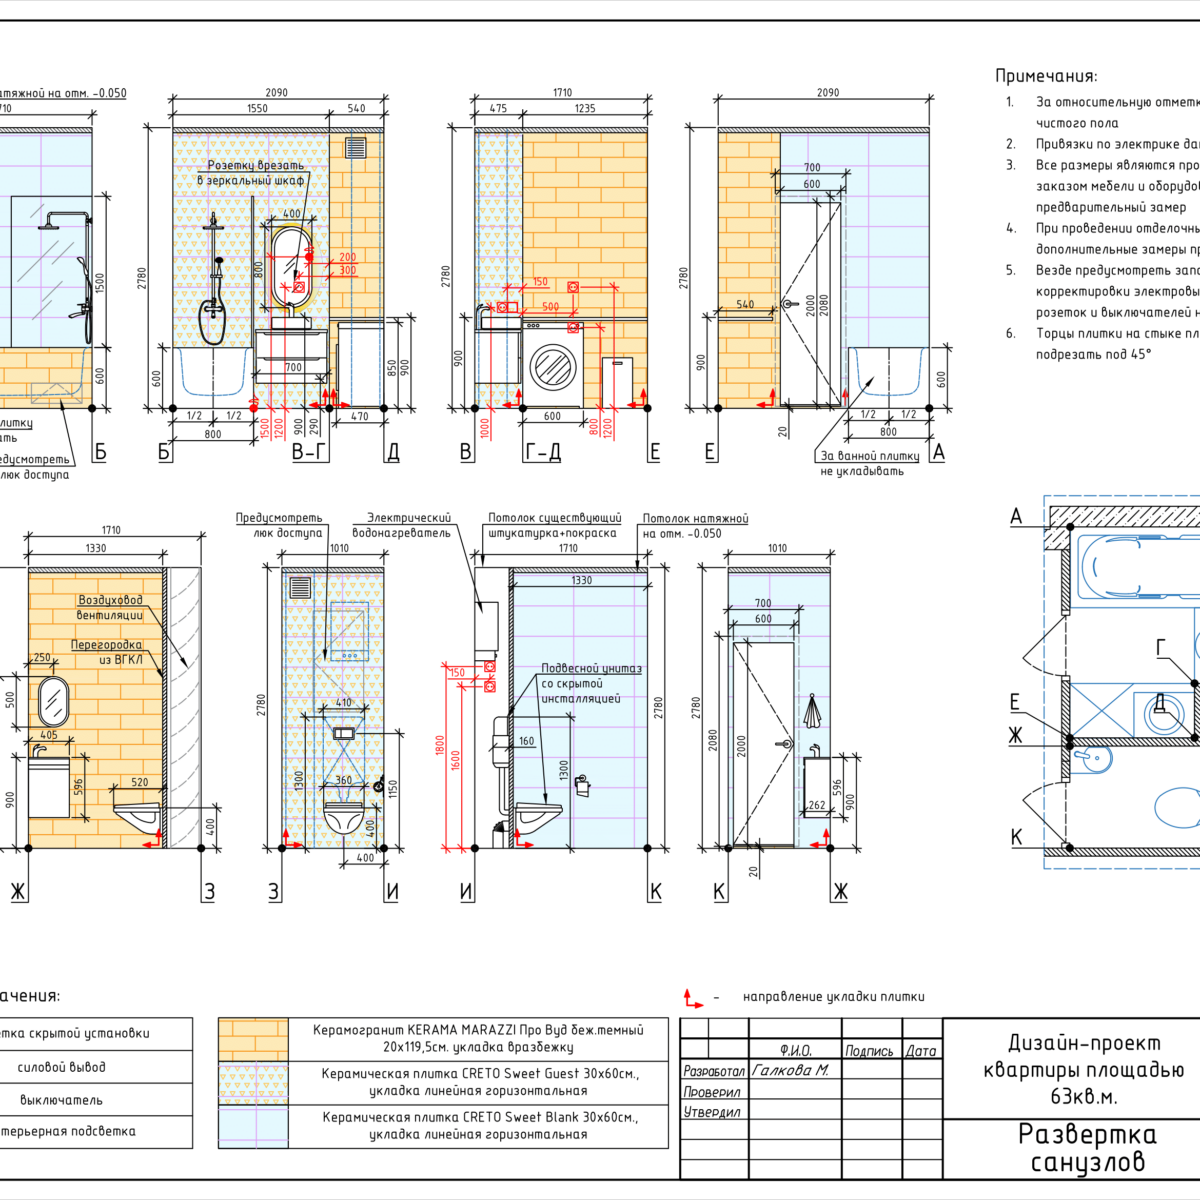 атяжной на отм. -0.050
710
1500
600
литку
ать
едусмотреть
люк доступа
Б
2090
1550
540
Розетку врезать
в зеркальный шкаф
400
200
300
800
2780
700
600
850
900
1/2
1/2
800
1500
1200
900
290
470
Б
В-Г
Д
1710
475
1235
2780
150
500
900
1000
600
800
1200
В
Г-Д
Е
2090
700
600
2780
540
2000
2080
900
600
20
1/2
1/2
800
За ванной плитку
не укладывать
Е
А
Примечания:
1. За относительную отметк
чистого пола
2. Привязки по электрике да
3. Все размеры являются про
заказом мебели и оборудов
предварительный замер
4. При проведении отделочны
дополнительные замеры пр
5. Везде предусмотреть запа
корректировки электровы
розеток и выключателей н
6. Торцы плитки на стыке пл
подрезать под 45°
1710
1330
Воздуховод
вентиляции
Перегородка
из ВГКЛ
250
500
405
596
520
900
400
Ж
З
Предусмотреть
люк доступа
1010
2780
410
360
1300
1150
400
400
З
И
Электрический
водонагреватель
Потолок существующий
штукатурка+покраска
Потолок натяжной
на отм. -0.050
1710
1330
150
Подвесной унитаз
со скрытой
инсталляцией
160
1800
1600
1300
2780
И
К
1010
700
600
2780
2080
2000
596
900
262
20
К
Ж
А
Г
Е
Д
Ж
К
ачения:
етка скрытой установки
силовой вывод
выключатель
терьерная подсветка
Керамогранит KERAMA MARAZZI Про Вуд беж.темный
20х119,5см. укладка вразбежку
Керамическая плитка CRETO Sweet Guest 30х60см.,
укладка линейная горизонтальная
Керамическая плитка CRETO Sweet Blank 30х60см.,
укладка линейная горизонтальная
- направление укладки плитки
Ф.И.О. Подпись Дата
Разработал Галкова М.
Проверил
Утвердил
Дизайн-проект
квартиры площадью
63кв.м.
Развертка
санузлов